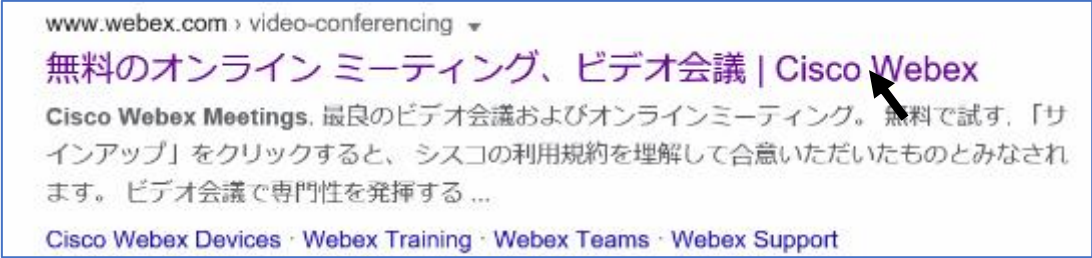 www.webex.com › video-conferencing
無料のオンライン ミーティング、ビデオ会議 | Cisco Webex
Cisco Webex Meetings. 最良のビデオ会議およびオンラインミーティング。 無料で試す. 「サ
インアップ」をクリックすると、 シスコの利用規約を理解して合意いただいたものとみなされ
ます。 ビデオ会議で専門性を発揮する ...
Cisco Webex Devices · Webex Training · Webex Teams · Webex Support